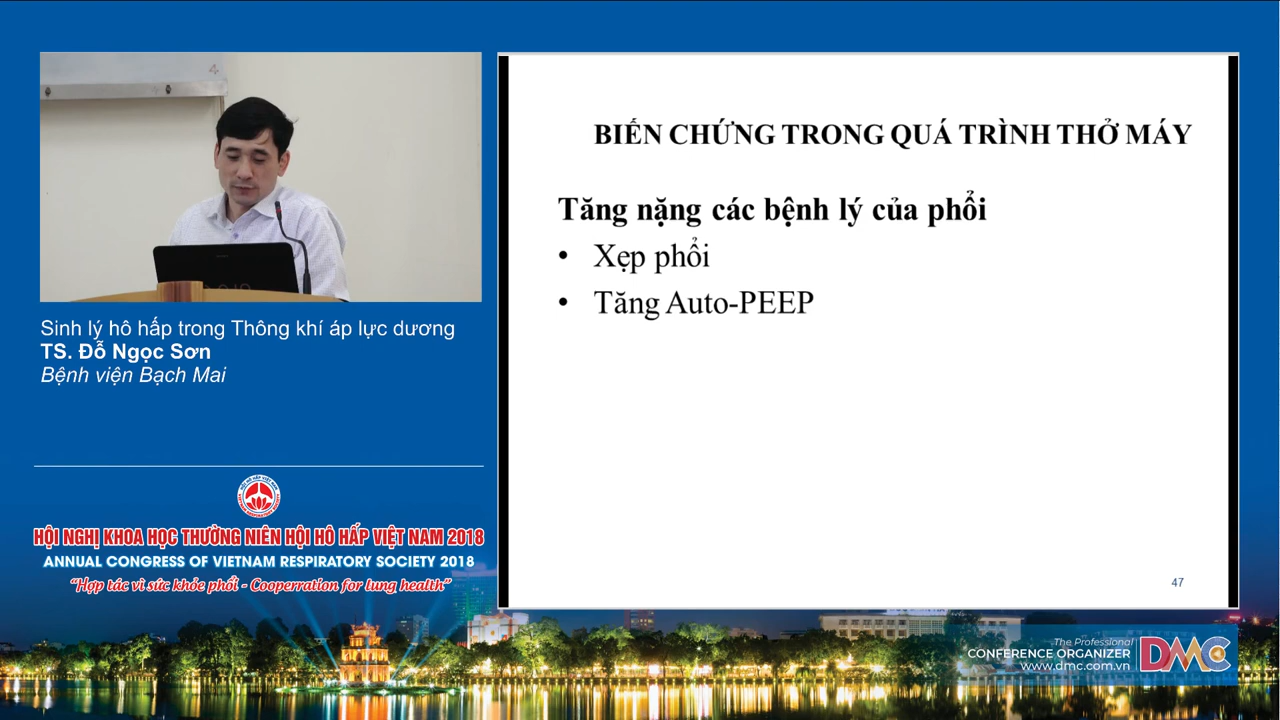 BIẾN CHỨNG TRONG QUÁ TRÌNH THỞ MÁY
Tăng nặng các bệnh lý của phổi
• Xẹp phổi
• Tăng Auto-PEEP
47
Sinh lý hô hấp trong Thông khí áp lực dương
TS. Đỗ Ngọc Sơn
Bệnh viện Bạch Mai
HỘI NGHỊ KHOA HỌC THƯỜNG NIÊN HỘI HÔ HẤP VIỆT NAM 2018
ANNUAL CONGRESS OF VIETNAM RESPIRATORY SOCIETY 2018
“Hợp tác vì sức khỏe phổi - Cooperration for lung health”
The Professional
CONFERENCE ORGANIZER
www.dmc.com.vn
DMC